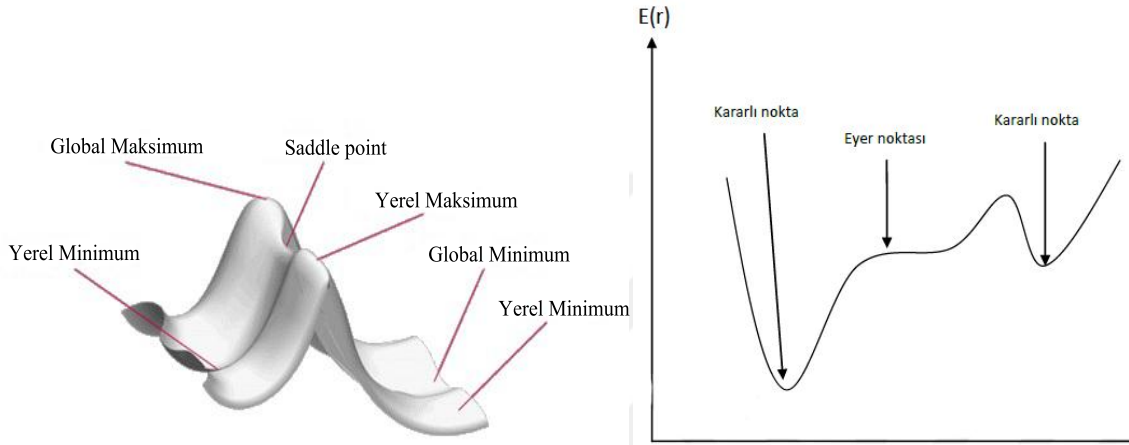 Global Maksimum
Saddle point
Yerel Maksimum
Yerel Minimum
Global Minimum
Yerel Minimum
E(r)
Kararlı nokta
Eyer noktası
Kararlı nokta